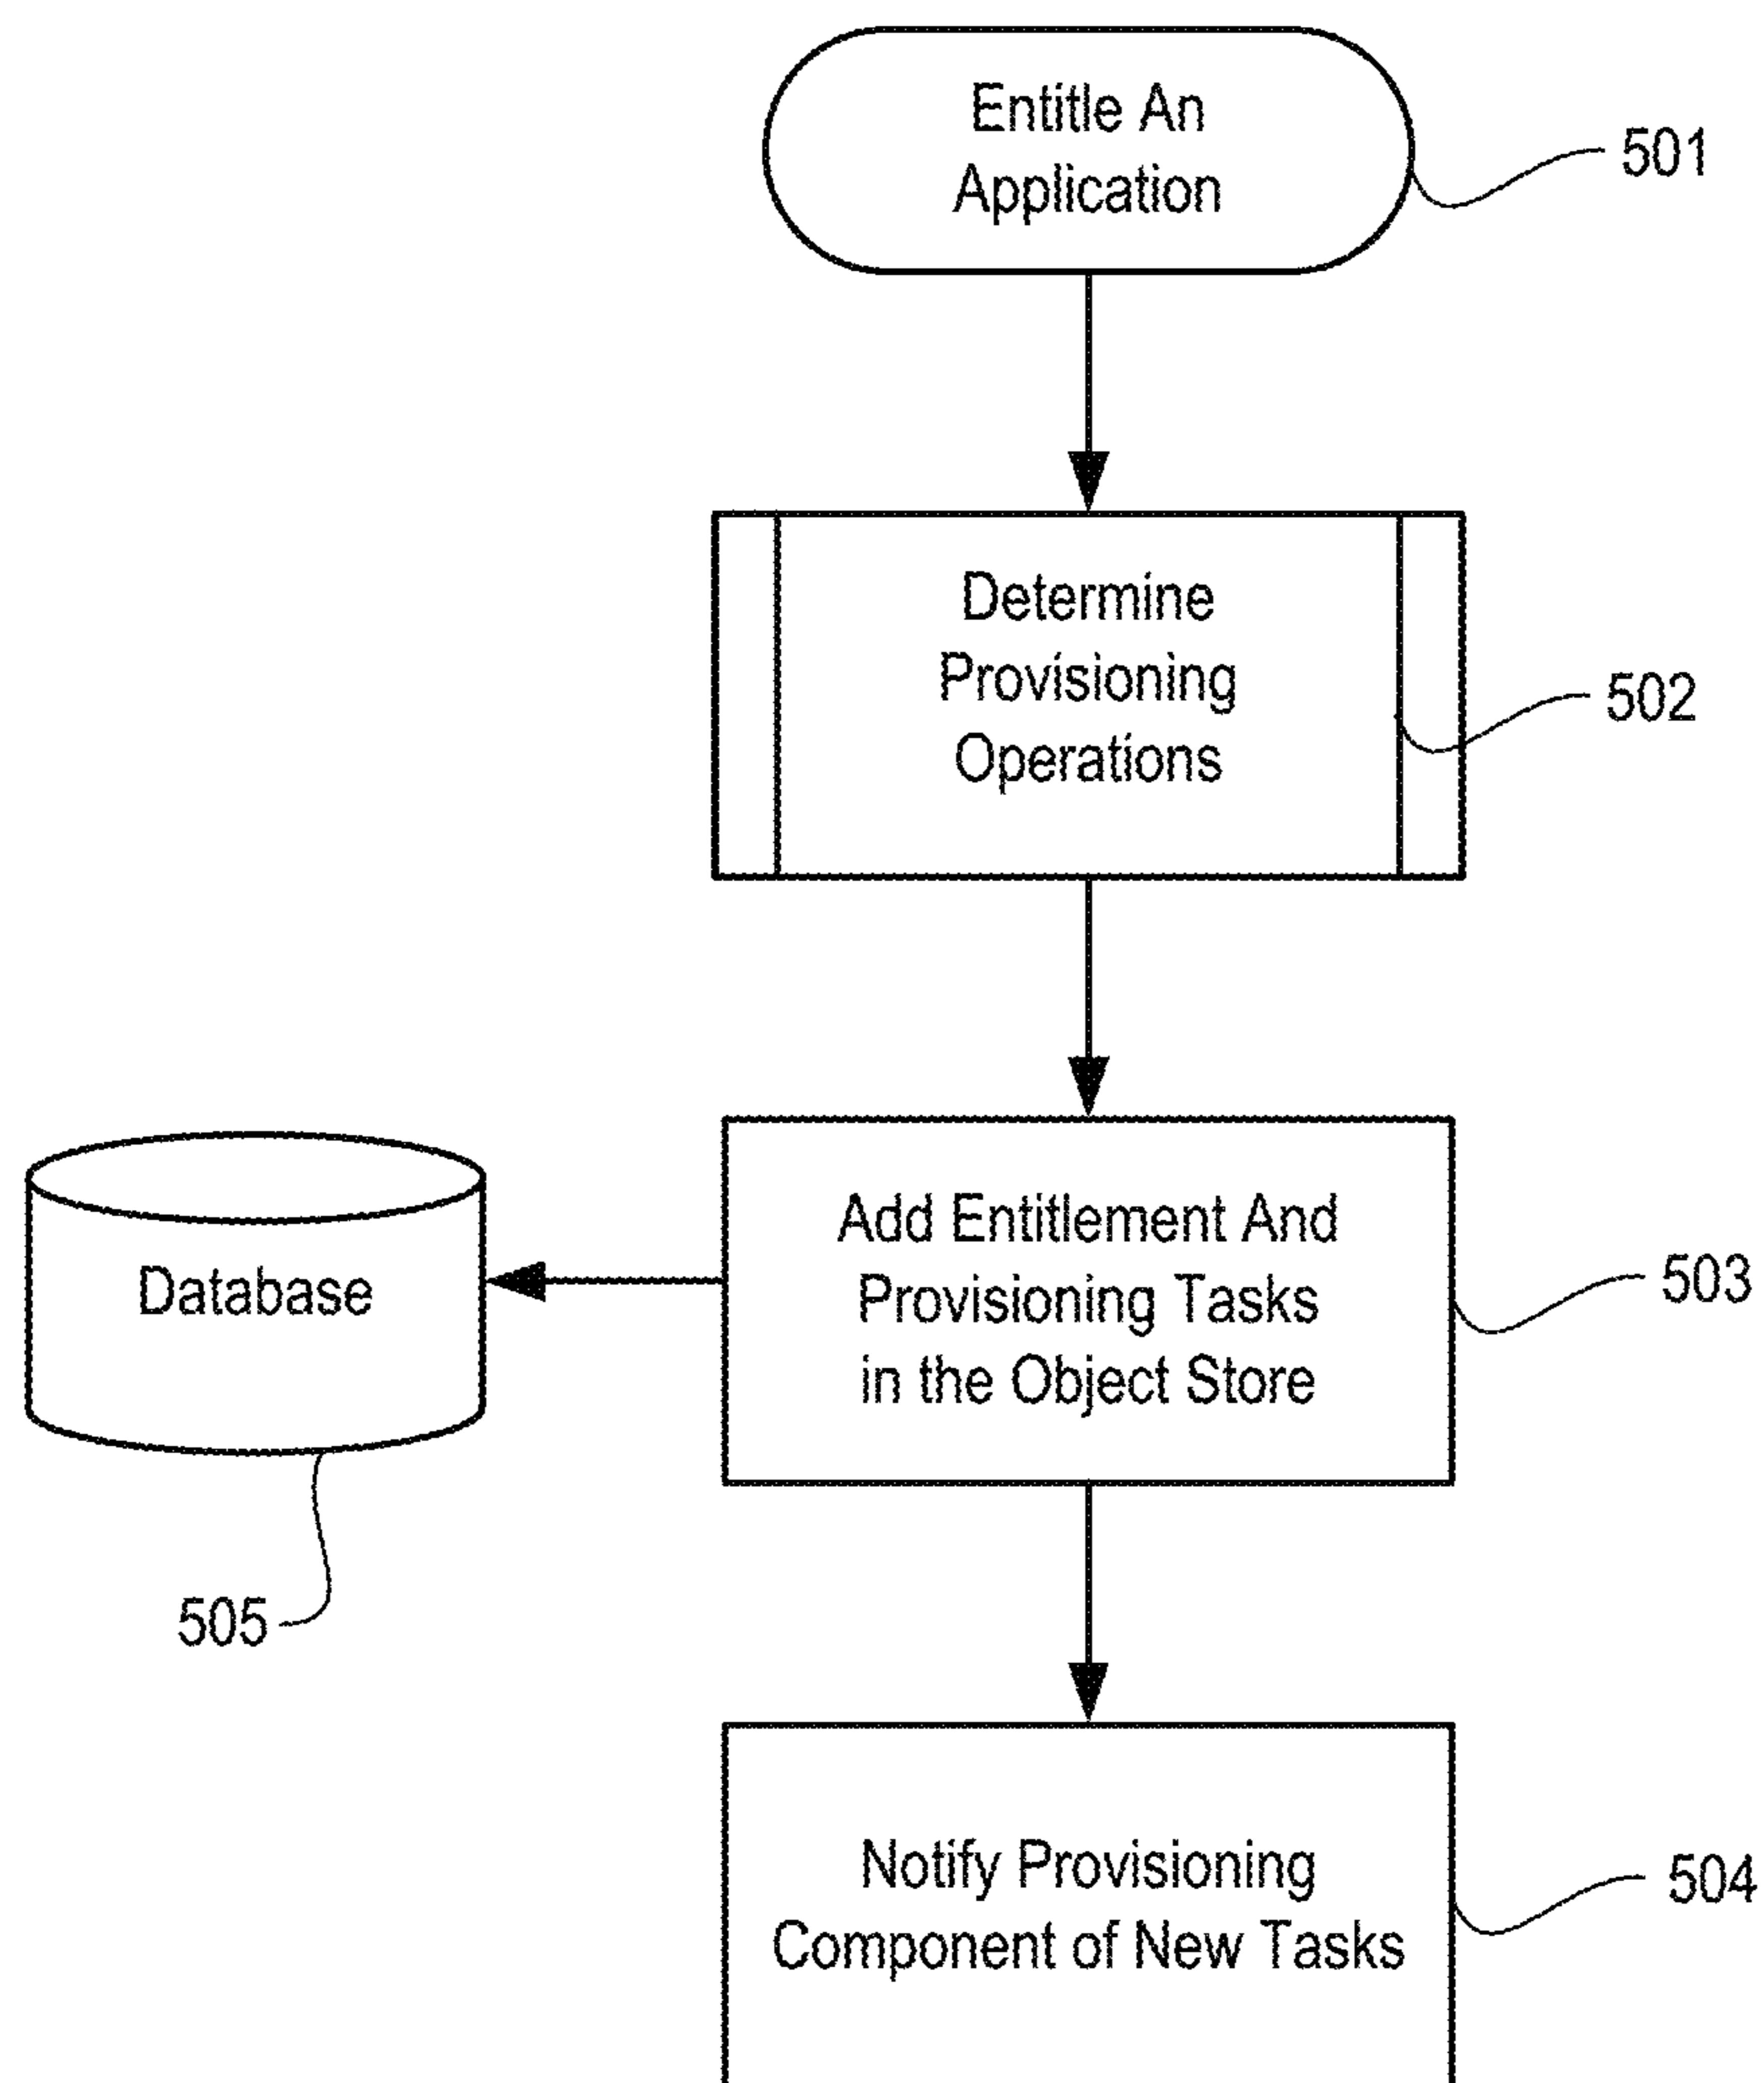 Entitle An
Application
501
Determine
Provisioning
Operations
502
Add Entitlement And
Provisioning Tasks
in the Object Store
503
Database
505
Notify Provisioning
Component of New Tasks
504